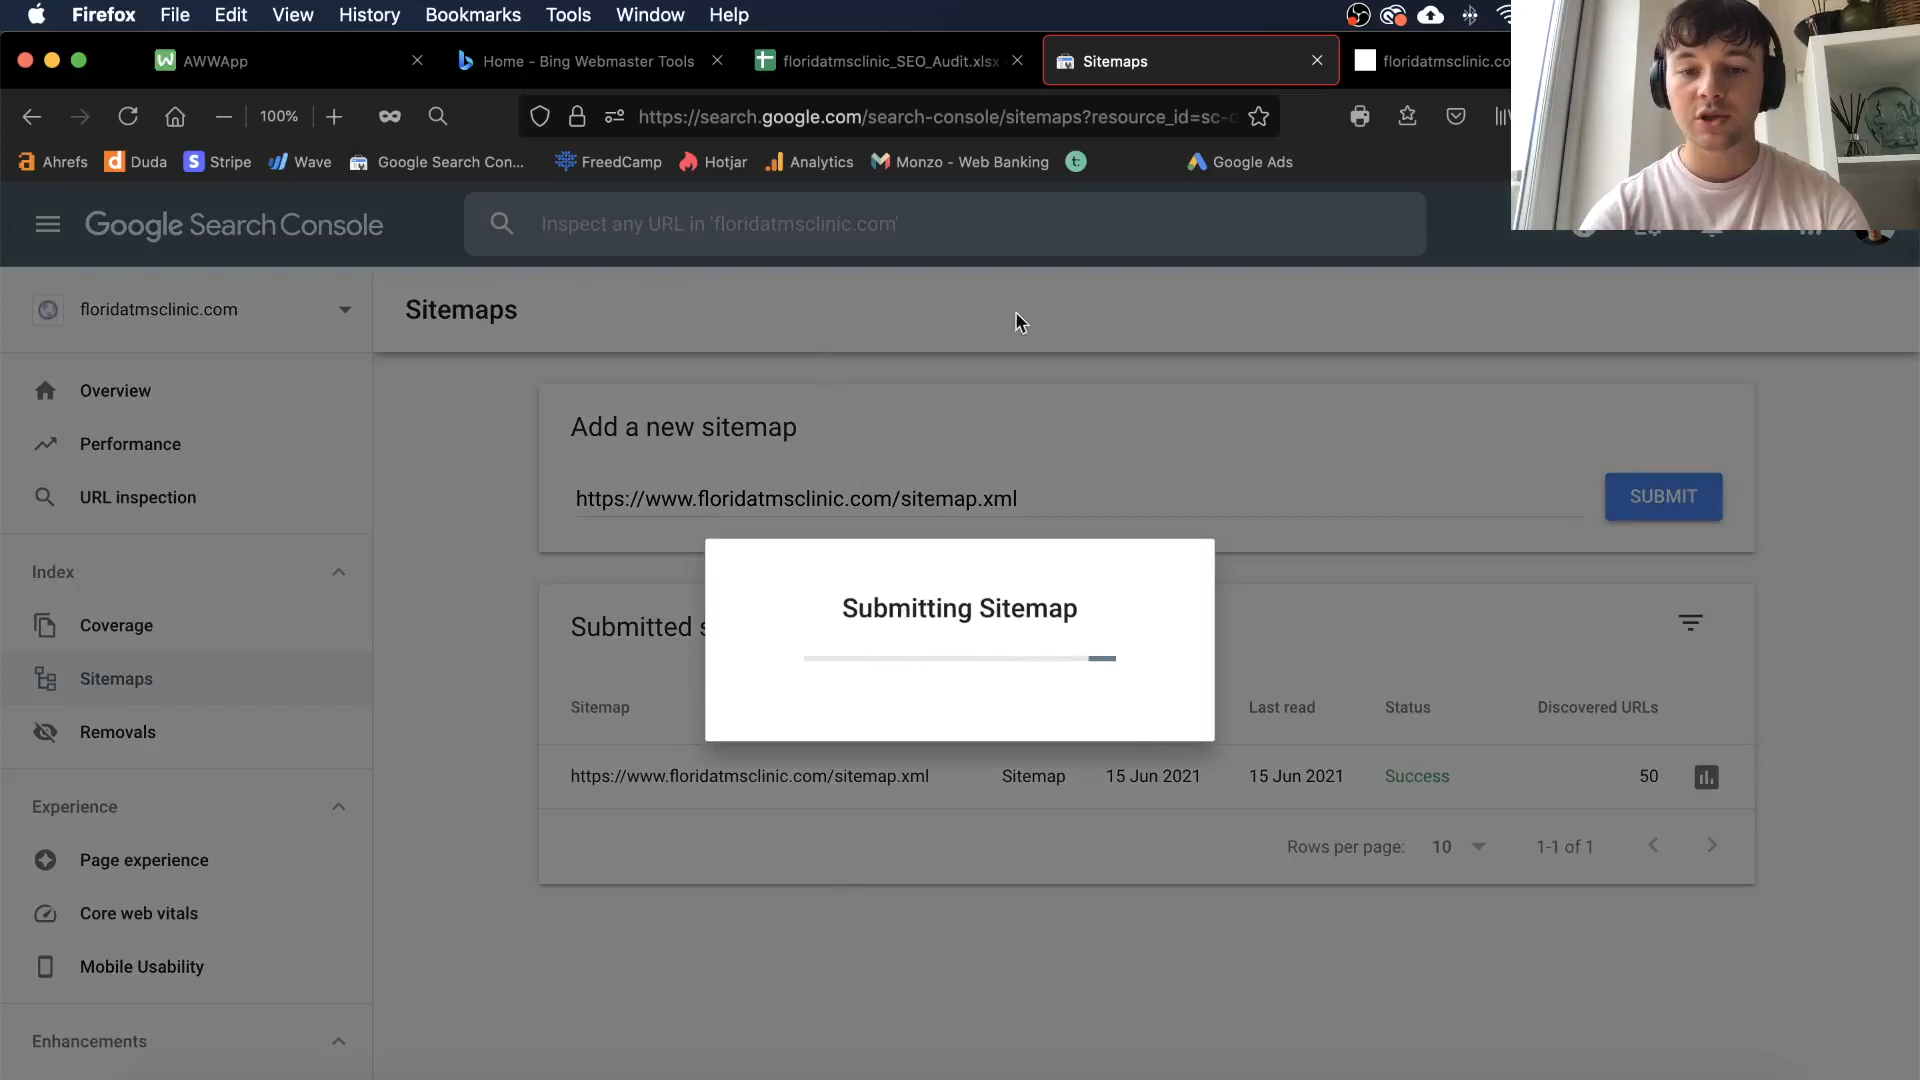 Firefox File Edit View History Bookmarks Tools Window Help
AWWApp
Home - Bing Webmaster Tools
floridatmsclinic_SEO_Audit.xlsx
Sitemaps
floridatmsclinic.co
100%
https://search.google.com/search-console/sitemaps?resource_id=sc-
Ahrefs Duda Stripe Wave Google Search Con... FreedCamp Hotjar Analytics Monzo - Web Banking t: Google Ads
Google Search Console
Inspect any URL in 'floridatmsclinic.com'
floridatmsclinic.com
Sitemaps
Overview
Performance
URL inspection
Index
Coverage
Sitemaps
Removals
Experience
Page experience
Core web vitals
Mobile Usability
Enhancements
Add a new sitemap
https://www.floridatmsclinic.com/sitemap.xml
SUBMIT
Submitting Sitemap
Submitted
Sitemap Last read Status Discovered URLs
https://www.floridatmsclinic.com/sitemap.xml Sitemap 15 Jun 2021 15 Jun 2021 Success 50
Rows per page: 10 1-1 of 1